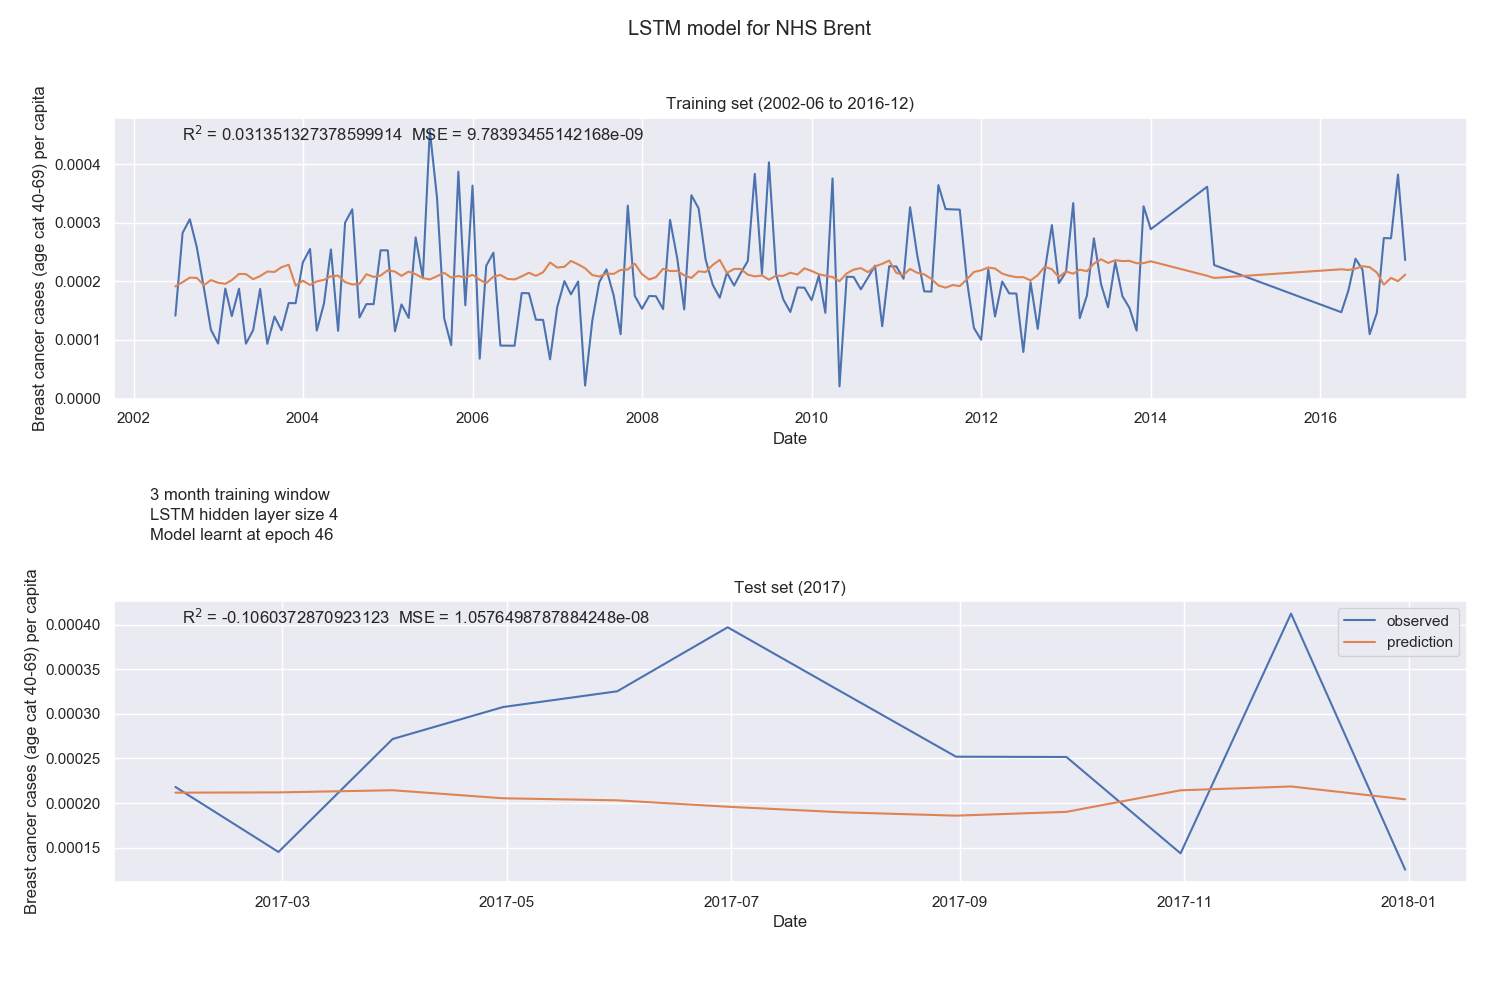 LSTM model for NHS Brent
Training set (2002-06 to 2016-12)
R² = 0.031351327378599914 MSE = 9.78393455142168e-09
Breast cancer cases (age cat 40-69) per capita
0.0004
0.0003
0.0002
0.0001
0.0000
2002 2004 2006 2008 2010 2012 2014 2016
Date
3 month training window
LSTM hidden layer size 4
Model learnt at epoch 46
Test set (2017)
R² = -0.1060372870923123 MSE = 1.0576498787884248e-08
observed
prediction
Breast cancer cases (age cat 40-69) per capita
0.00040
0.00035
0.00030
0.00025
0.00020
0.00015
2017-03 2017-05 2017-07 2017-09 2017-11 2018-01
Date